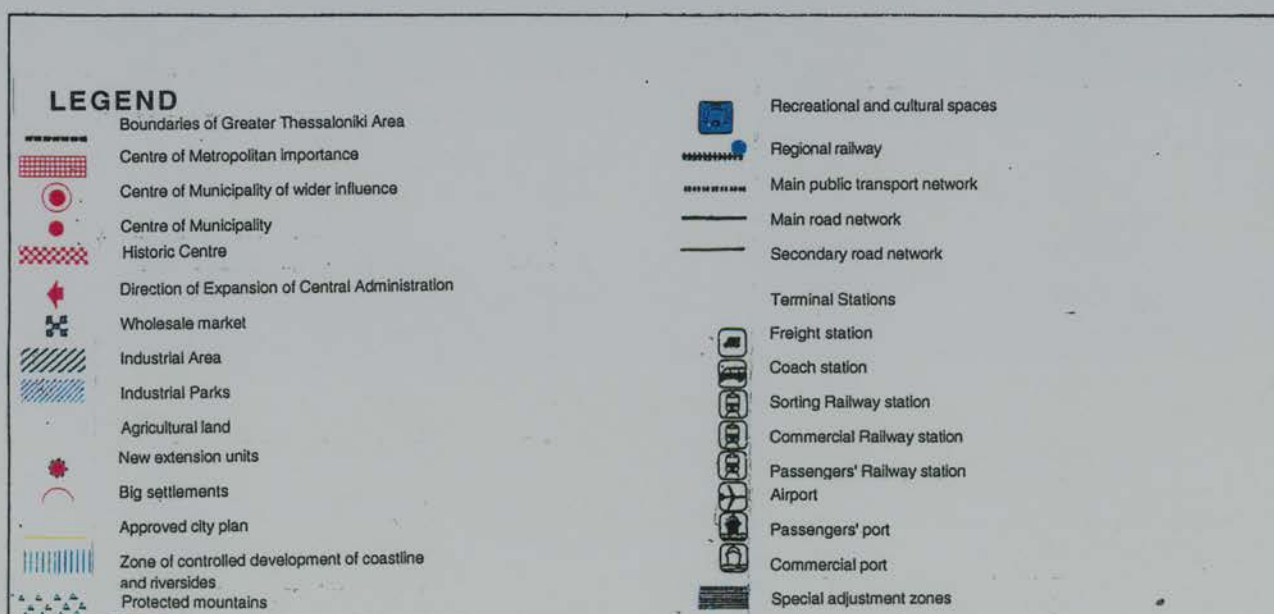 LEGEND
Boundaries of Greater Thessaloniki Area
Centre of Metropolitan importance
Centre of Municipality of wider influence
Centre of Municipality
Historic Centre
Direction of Expansion of Central Administration
Wholesale market
Industrial Area
Industrial Parks
Agricultural land
New extension units
Big settlements
Approved city plan
Zone of controlled development of coastline
and riversides
Protected mountains
Recreational and cultural spaces
Regional railway
Main public transport network
Main road network
Secondary road network
Terminal Stations
Freight station
Coach station
Sorting Railway station
Commercial Railway station
Passengers' Railway station
Airport
Passengers' port
Commercial port
Special adjustment zones